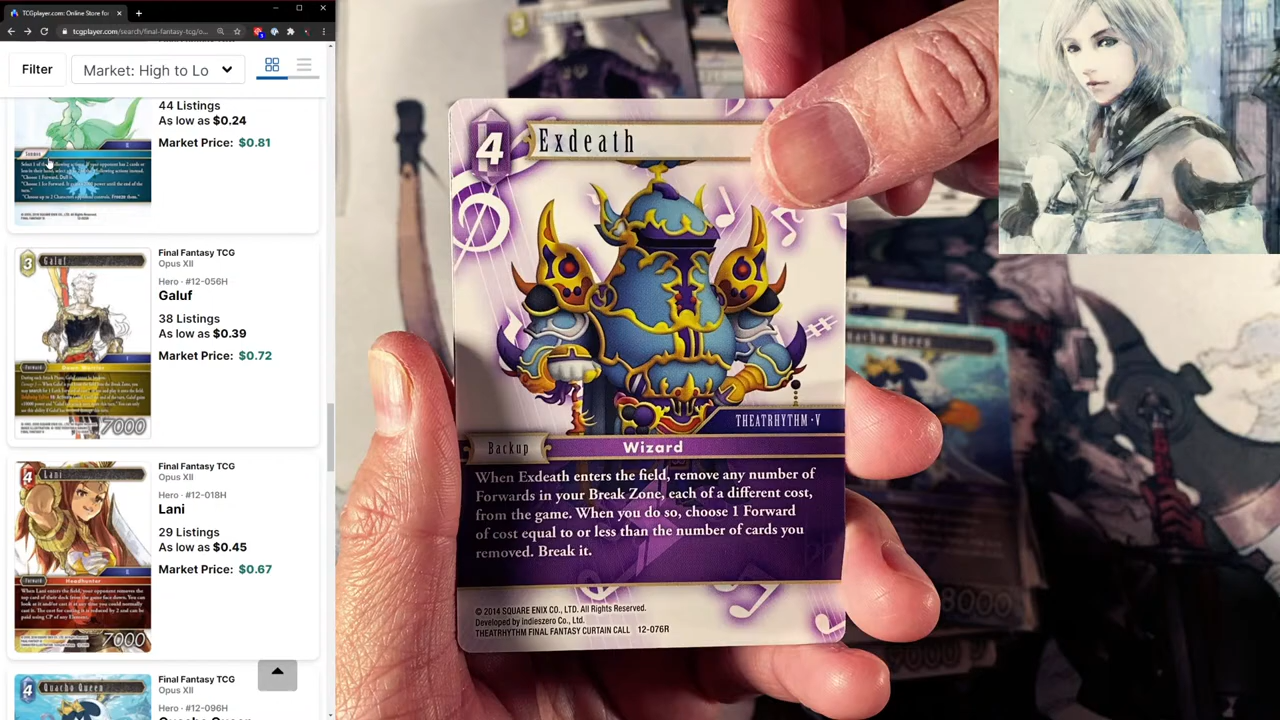 TCGplayer.com: Online Store for
tcgplayer.com/search/final-fantasy-tcg/o...
Filter
Market: High to Lo
44 Listings
As low as $0.24
Market Price: $0.81
Final Fantasy TCG
Opus XII
Hero · #12-056H
Galuf
38 Listings
As low as $0.39
Market Price: $0.72
3
Galuf
7000
Final Fantasy TCG
Opus XII
Hero · #12-018H
Lani
29 Listings
As low as $0.45
Market Price: $0.67
4
Lani
Headhunter
7000
Final Fantasy TCG
Opus XII
Hero · #12-096H
4
Quacho Queen
4
Exdeath
THEATRHYTHM·V
Backup
Wizard
When Exdeath enters the field, remove any number of
Forwards in your Break Zone, each of a different cost,
from the game. When you do so, choose 1 Forward
of cost equal to or less than the number of cards you
removed. Break it.
© 2014 SQUARE ENIX CO., LTD. All Rights Reserved.
Developed by indieszero Co., Ltd.
THEATRHYTHM FINAL FANTASY CURTAIN CALL 12-076R